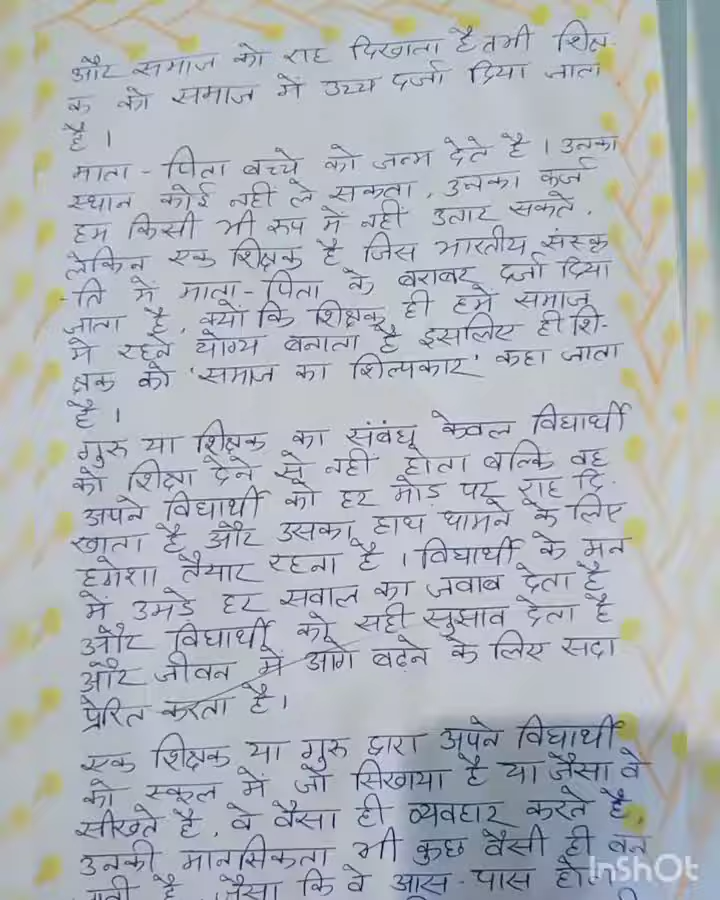 और समाज को राह दिखाता है तभी शिक्ष-
क को समाज में उच्च दर्जा दिया जाता
है ।
माता - पिता बच्चे को जन्म देते है । उनका
स्थान कोई नही ले सकता, उनका कर्ज
हम किसी भी रूप में नहीं उतार सकते,
लेकिन एक शिक्षक है जिस भारतीय संस्कृ
-ति में माता - पिता के बराबर दर्जा दिया
जाता है, क्यों कि शिक्षक ही हमें समाज
में रहने योग्य बनाता है इसलिए ही शि-
क्षक को 'समाज का शिल्पकार' कहा जाता
है ।
गुरु या शिक्षक का संबंध केवल विद्यार्थी
को शिक्षा देने से नही होता बल्कि वह
अपने विद्यार्थी को हर मोड पर राह दि-
खाता है और उसका हाथ थामने के लिए
हमेशा तैयार रहना है । विद्यार्थी के मन
में उमडे हर सवाल का जवाब देता है
और विद्यार्थी को सही सुझाव देता है
और जीवन में आगे बढ़ने के लिए सदा
प्रेरित करता है।
एक शिक्षक या गुरु द्वारा अपने विद्यार्थी
को स्कूल में जो सिखाया है या जैसा वे
सीखते है, वे वैसा ही व्यवहार करते है,
उनकी मानसिकता भी कुछ वैसी ही बन
है जैसा कि वे आस - पास
InShOt